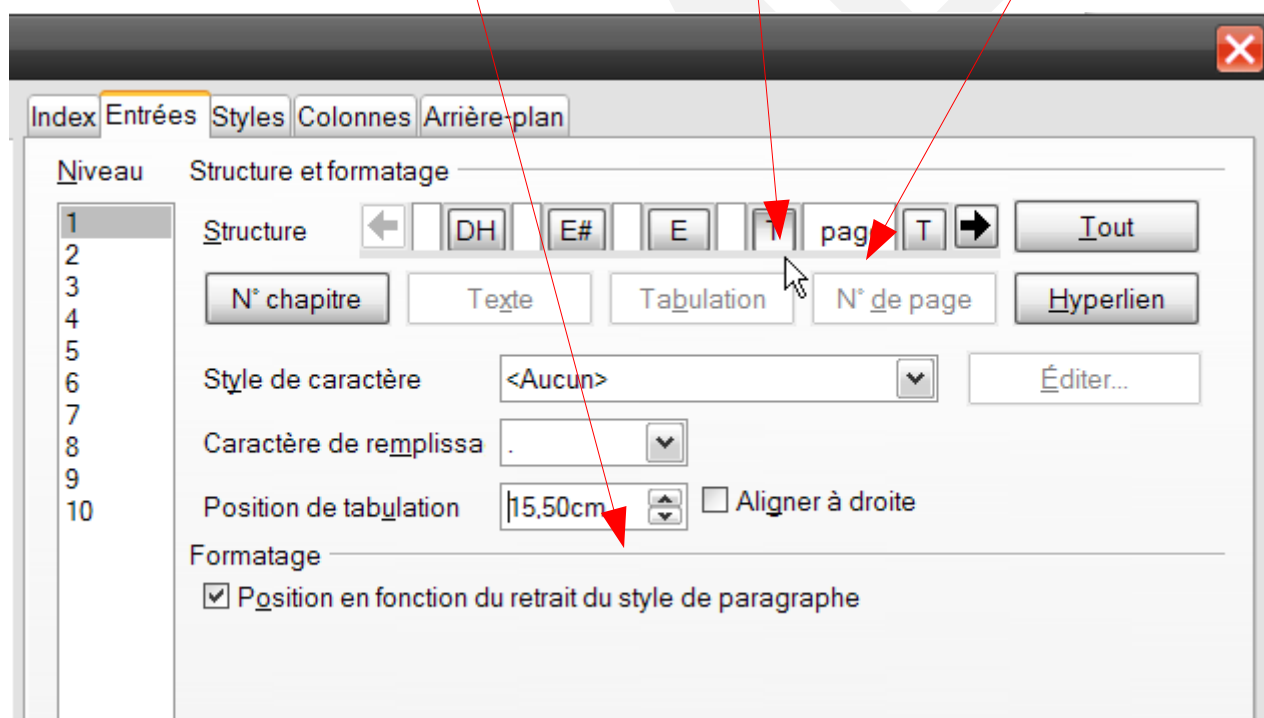 Index Entrées Styles Colonnes Arrière-plan
Niveau Structure et formatage
1
2
3
4
5
6
7
8
9
10
Structure DH E# E T page T Tout
N° chapitre Texte Tabulation N° de page Hyperlien
Style de caractère <Aucun> Éditer...
Caractère de remplissa .
Position de tabulation 15,50cm Aligner à droite
Formatage
Position en fonction du retrait du style de paragraphe